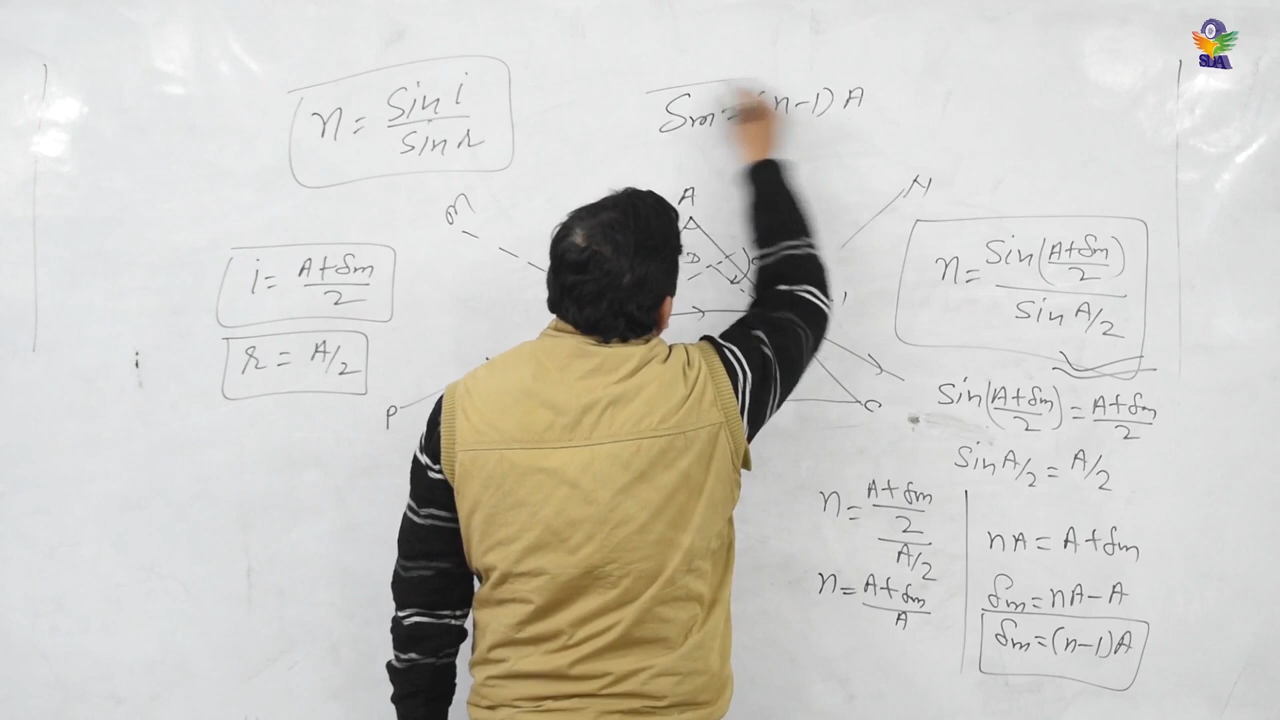 SDA
n = Sin i / Sin r
δm = (n-1) A
M
A
N
D
i = A+δm / 2
r = A/2
n = Sin(A+δm / 2) / Sin A/2
P
C
Sin(A+δm / 2) = A+δm / 2
Sin A/2 = A/2
n = A+δm / 2 / A/2
n = A+δm / A
nA = A+δm
δm = nA-A
δm = (n-1)A